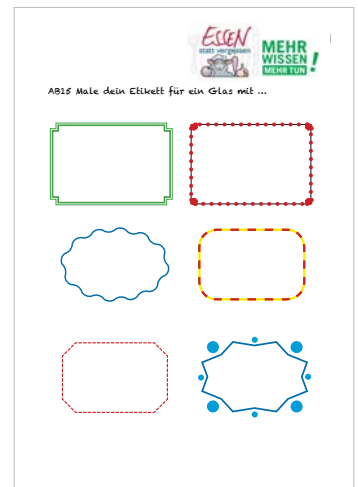 ESSEN
statt vergessen
MEHR
WISSEN
MEHR TUN!
AB15 Male dein Etikett für ein Glas mit ...